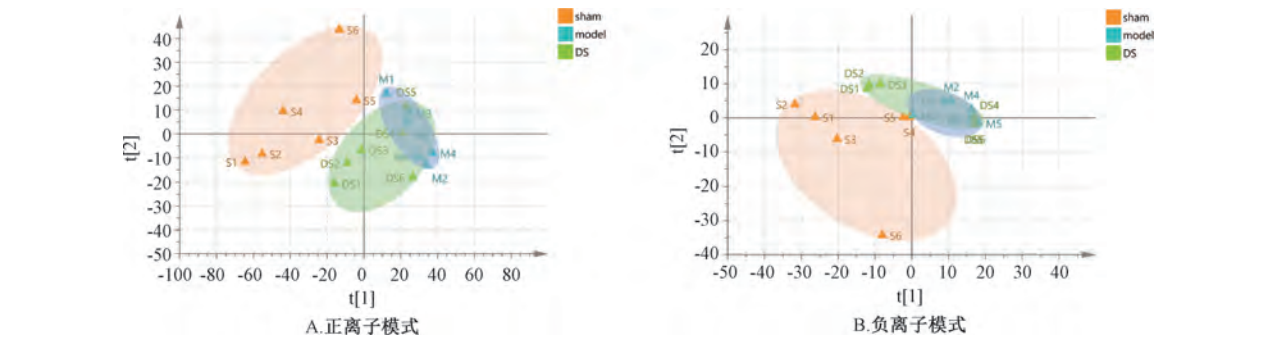 sham
model
DS
S6
M1
DS5
S5
S4
M3
S3
DS3
S2
S1
DS2
M4
DS1
DS6
M2
40
30
20
10
0
-10
-20
-30
-40
-50
t[2]
-100 -80 -60 -40 -20 0 20 40 60 80
t[1]
A.正离子模式
sham
model
DS
DS2
DS3
DS1
M2
M4
S2
DS4
S1
S5
M5
S4
S3
S6
20
10
0
-10
-20
-30
-40
t[2]
-50 -40 -30 -20 -10 0 10 20 30 40
t[1]
B.负离子模式